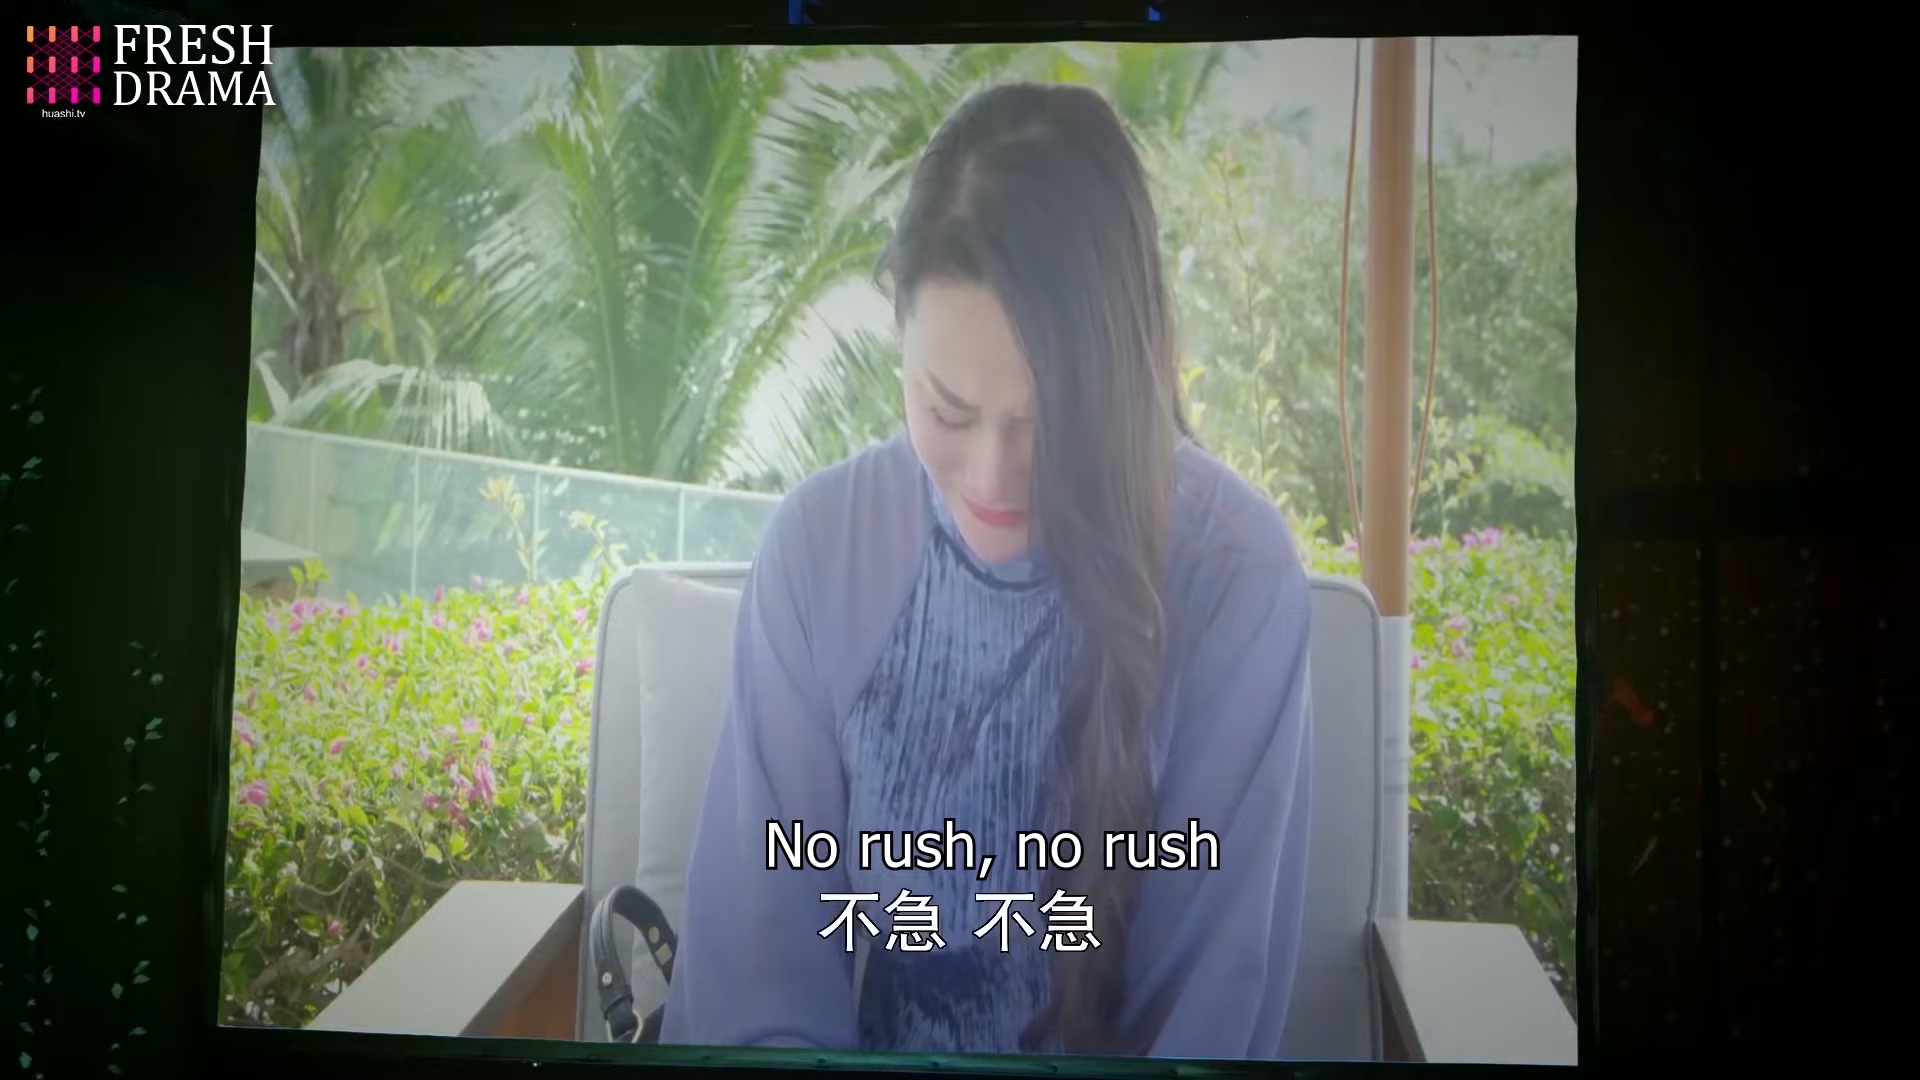 FRESH
DRAMA
huashi.tv
No rush, no rush
不急 不急